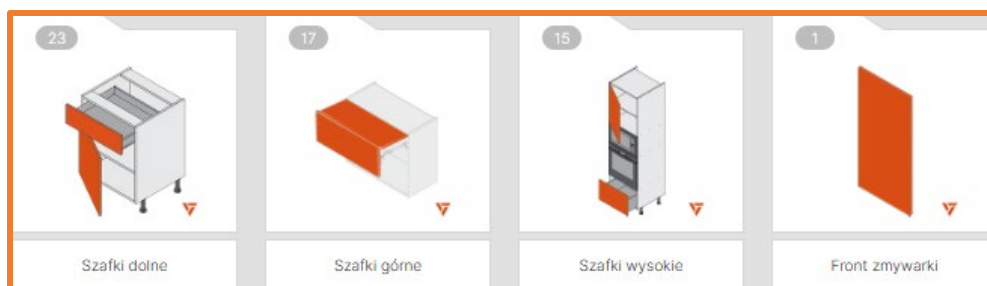 23
17
15
1
Szafki dolne
Szafki górne
Szafki wysokie
Front zmywarki